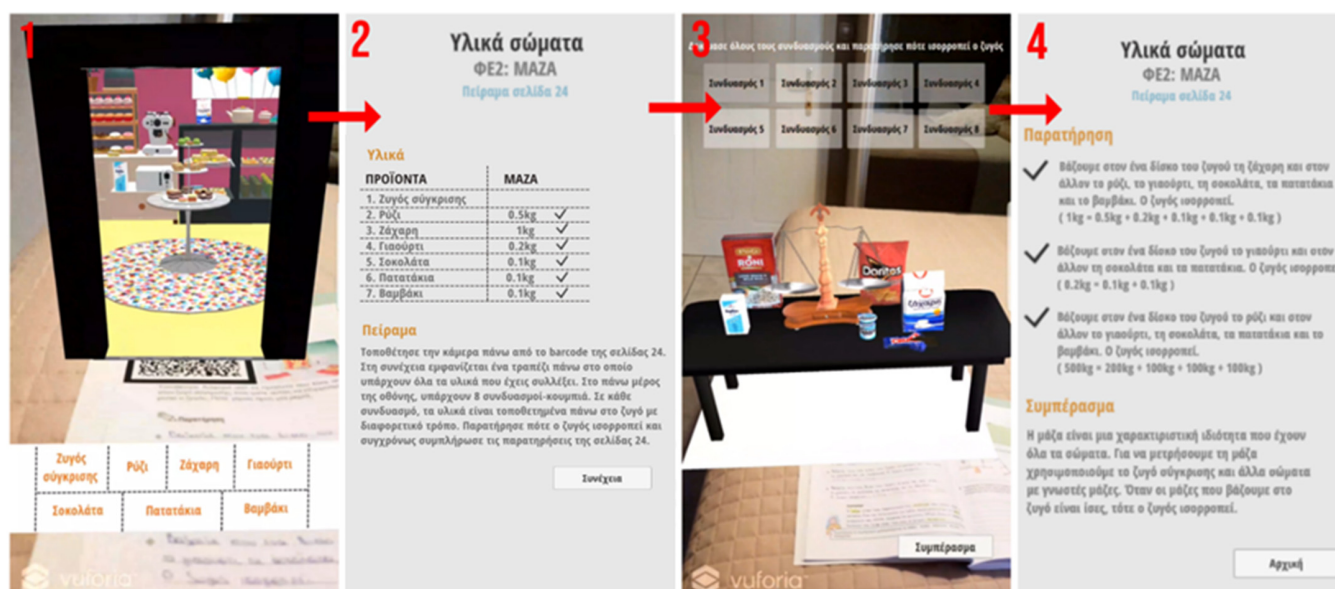 1
Ζυγός
σύγκρισης
Ρύζι
Ζάχαρη
Γιαούρτι
Σοκολάτα
Πατατάκια
Βαμβάκι
vuforia
2
Υλικά σώματα
ΦΕ2: ΜΑΖΑ
Πείραμα σελίδα 24
Υλικά
ΠΡΟΪΟΝΤΑ ΜΑΖΑ
1. Ζυγός σύγκρισης
2. Ρύζι 0.5kg ✓
3. Ζάχαρη 1kg ✓
4. Γιαούρτι 0.2kg ✓
5. Σοκολάτα 0.1kg ✓
6. Πατατάκια 0.1kg ✓
7. Βαμβάκι 0.1kg ✓
Πείραμα
Τοποθέτησε την κάμερα πάνω από το barcode της σελίδας 24.
Στη συνέχεια εμφανίζεται ένα τραπέζι πάνω στο οποίο
υπάρχουν όλα τα υλικά που έχεις συλλέξει. Στο πάνω μέρος
της οθόνης, υπάρχουν 8 συνδυασμοί-κουμπιά. Σε κάθε
συνδυασμό, τα υλικά είναι τοποθετημένα πάνω στο ζυγό με
διαφορετικό τρόπο. Παρατήρησε πότε ο ζυγός ισορροπεί και
συγχρόνως συμπλήρωσε τις παρατηρήσεις της σελίδας 24.
Συνέχεια
3
όλους τους συνδυασμούς και παρατήρησε πότε ισορροπεί ο ζυγός
Συνδυασμός 1 Συνδυασμός 2 Συνδυασμός 3 Συνδυασμός 4
Συνδυασμός 5 Συνδυασμός 6 Συνδυασμός 7 Συνδυασμός 8
RONI
Doritos
Συμπέρασμα
vuforia
4
Υλικά σώματα
ΦΕ2: ΜΑΖΑ
Πείραμα σελίδα 24
Παρατήρηση
✓ Βάζουμε στον ένα δίσκο του ζυγού τη ζάχαρη και στον
άλλον το ρύζι, το γιαούρτι, τη σοκολάτα, τα πατατάκια
και το βαμβάκι. Ο ζυγός ισορροπεί.
( 1kg = 0.5kg + 0.2kg + 0.1kg + 0.1kg + 0.1kg )
✓ Βάζουμε στον ένα δίσκο του ζυγού το γιαούρτι και στον
άλλον τη σοκολάτα και τα πατατάκια. Ο ζυγός ισορροπε
( 0.2kg = 0.1kg + 0.1kg )
✓ Βάζουμε στον ένα δίσκο του ζυγού το ρύζι και στον
άλλον το γιαούρτι, τη σοκολάτα, τα πατατάκια και το
βαμβάκι. Ο ζυγός ισορροπεί.
( 500kg = 200kg + 100kg + 100kg + 100kg )
Συμπέρασμα
Η μάζα είναι μια χαρακτιριστική ιδιότητα που έχουν
όλα τα σώματα. Για να μετρήσουμε τη μάζα
χρησιμοποιούμε το ζυγό σύγκρισης και άλλα σώματα
με γνωστές μάζες. Όταν οι μάζες που βάζουμε στο
ζυγό είναι ίσες, τότε ο ζυγός ισορροπεί.
Αρχική